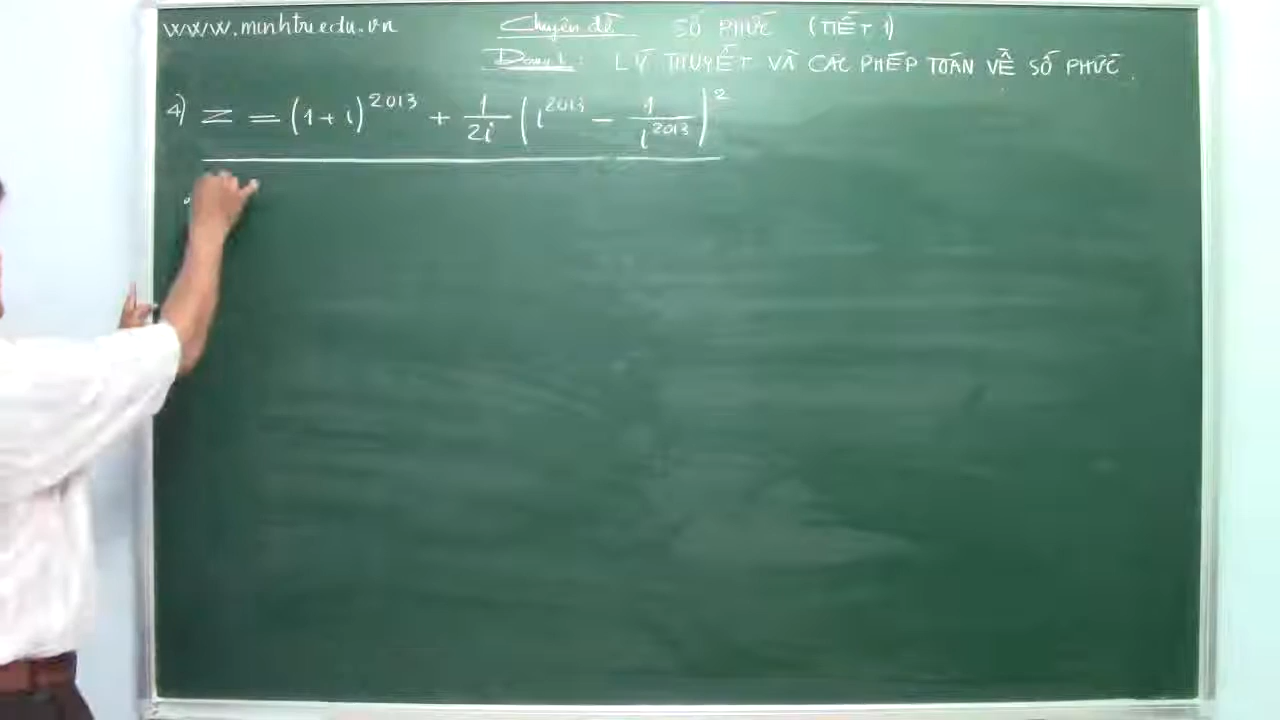 www.minhtriedu.vn
Chuyên đề SỐ PHỨC (TIẾT 1)
Dạng 1: LÝ THUYẾT VÀ CÁC PHÉP TOÁN VỀ SỐ PHỨC.
4) z = (1 + i)^2013 + 1/2i (i^2013 − 1/i^2013)^2